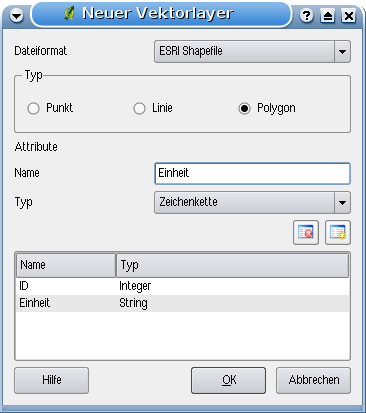 Neuer Vektorlayer
Dateiformat ESRI Shapefile
Typ
Punkt Linie Polygon
Attribute
Name Einheit
Typ Zeichenkette
Name Typ
ID Integer
Einheit String
Hilfe OK Abbrechen